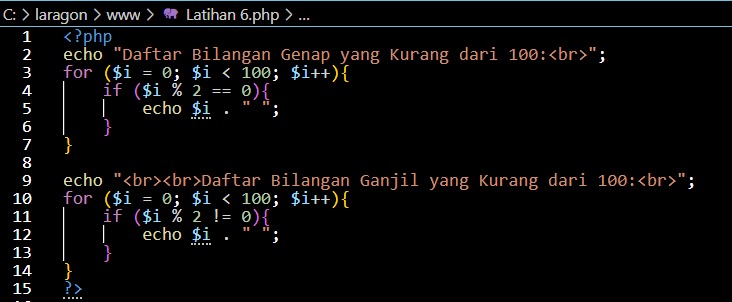 C: > laragon > www > Latihan 6.php > ...
1 <?php
2 echo "Daftar Bilangan Genap yang Kurang dari 100:<br>";
3 for ($i = 0; $i < 100; $i++){
4     if ($i % 2 == 0){
5         echo $i . " ";
6     }
7 }
8
9 echo "<br><br>Daftar Bilangan Ganjil yang Kurang dari 100:<br>";
10 for ($i = 0; $i < 100; $i++){
11     if ($i % 2 != 0){
12         echo $i . " ";
13     }
14 }
15 ?>